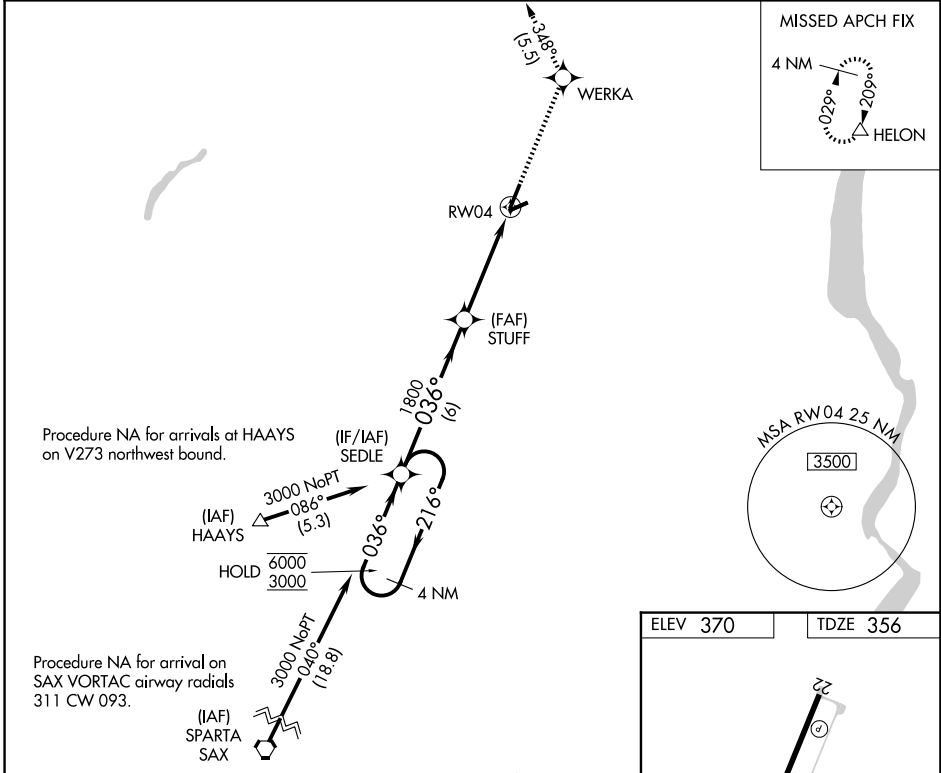 MISSED APCH FIX
4 NM
029°
209°
HELON
348°
(5.5)
WERKA
RW04
(FAF)
STUFF
1800
036°
(6)
Procedure NA for arrivals at HAAYS
on V273 northwest bound.
(IF/IAF)
SEDLE
3000 NoPT
086°
(5.3)
(IAF)
HAAYS
036°
216°
HOLD
6000
3000
4 NM
MSA RW04 25 NM
3500
3000 NoPT
040°
(18.8)
Procedure NA for arrival on
SAX VORTAC airway radials
311 CW 093.
(IAF)
SPARTA
SAX
ELEV 370
TDZE 356
22
P